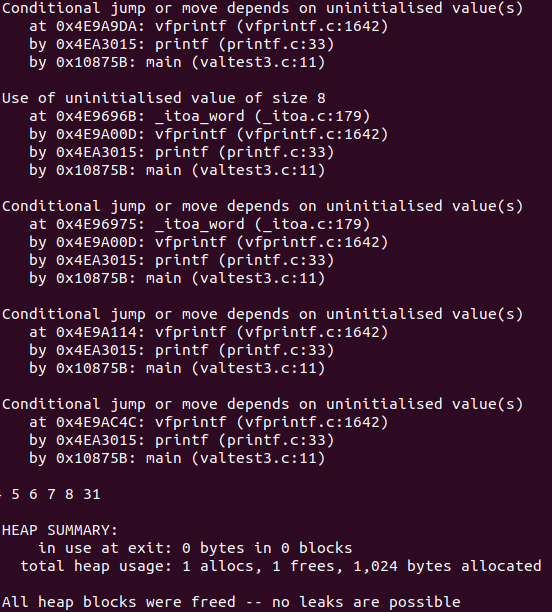 Conditional jump or move depends on uninitialised value(s)
   at 0x4E9A9DA: vfprintf (vfprintf.c:1642)
   by 0x4EA3015: printf (printf.c:33)
   by 0x10875B: main (valtest3.c:11)

Use of uninitialised value of size 8
   at 0x4E9696B: _itoa_word (_itoa.c:179)
   by 0x4E9A00D: vfprintf (vfprintf.c:1642)
   by 0x4EA3015: printf (printf.c:33)
   by 0x10875B: main (valtest3.c:11)

Conditional jump or move depends on uninitialised value(s)
   at 0x4E96975: _itoa_word (_itoa.c:179)
   by 0x4E9A00D: vfprintf (vfprintf.c:1642)
   by 0x4EA3015: printf (printf.c:33)
   by 0x10875B: main (valtest3.c:11)

Conditional jump or move depends on uninitialised value(s)
   at 0x4E9A114: vfprintf (vfprintf.c:1642)
   by 0x4EA3015: printf (printf.c:33)
   by 0x10875B: main (valtest3.c:11)

Conditional jump or move depends on uninitialised value(s)
   at 0x4E9AC4C: vfprintf (vfprintf.c:1642)
   by 0x4EA3015: printf (printf.c:33)
   by 0x10875B: main (valtest3.c:11)

5 6 7 8 31

HEAP SUMMARY:
    in use at exit: 0 bytes in 0 blocks
  total heap usage: 1 allocs, 1 frees, 1,024 bytes allocated

All heap blocks were freed -- no leaks are possible